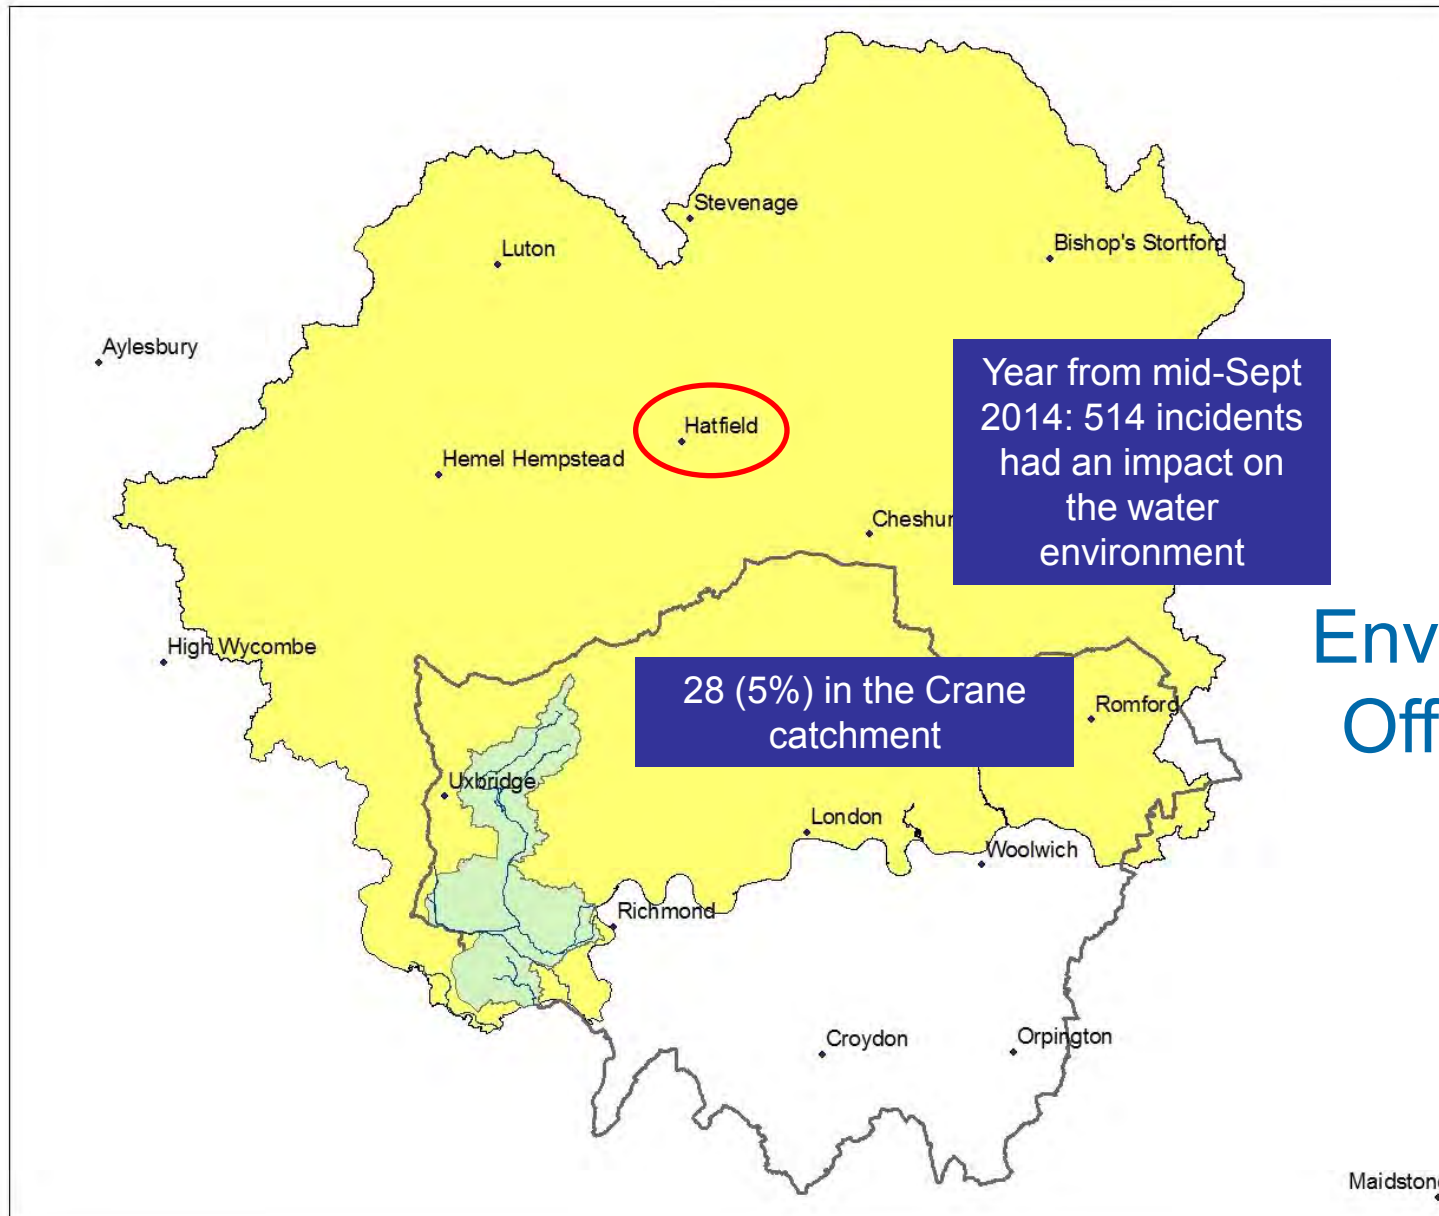 Stevenage
Luton
Bishop's Stortford
Aylesbury
Year from mid-Sept
2014: 514 incidents
had an impact on
the water
environment
Hatfield
Hemel Hempstead
Cheshun
High Wycombe
Env
Off
28 (5%) in the Crane
catchment
Romford
Uxbridge
London
Woolwich
Richmond
Croydon
Orpington
Maidstone